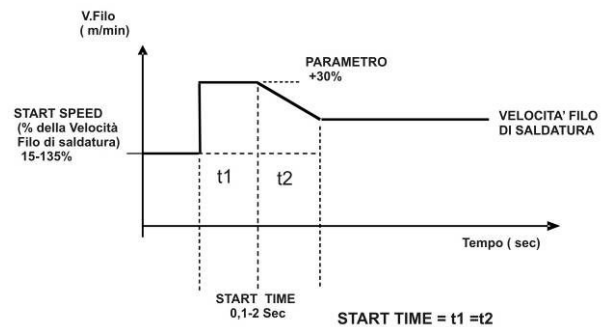 V.Filo
( m/min)
PARAMETRO
+30%
START SPEED
(% della Velocità
Filo di saldatura)
15-135%
VELOCITA' FILO
DI SALDATURA
t1
t2
Tempo ( sec)
START TIME
0,1-2 Sec
START TIME = t1 =t2